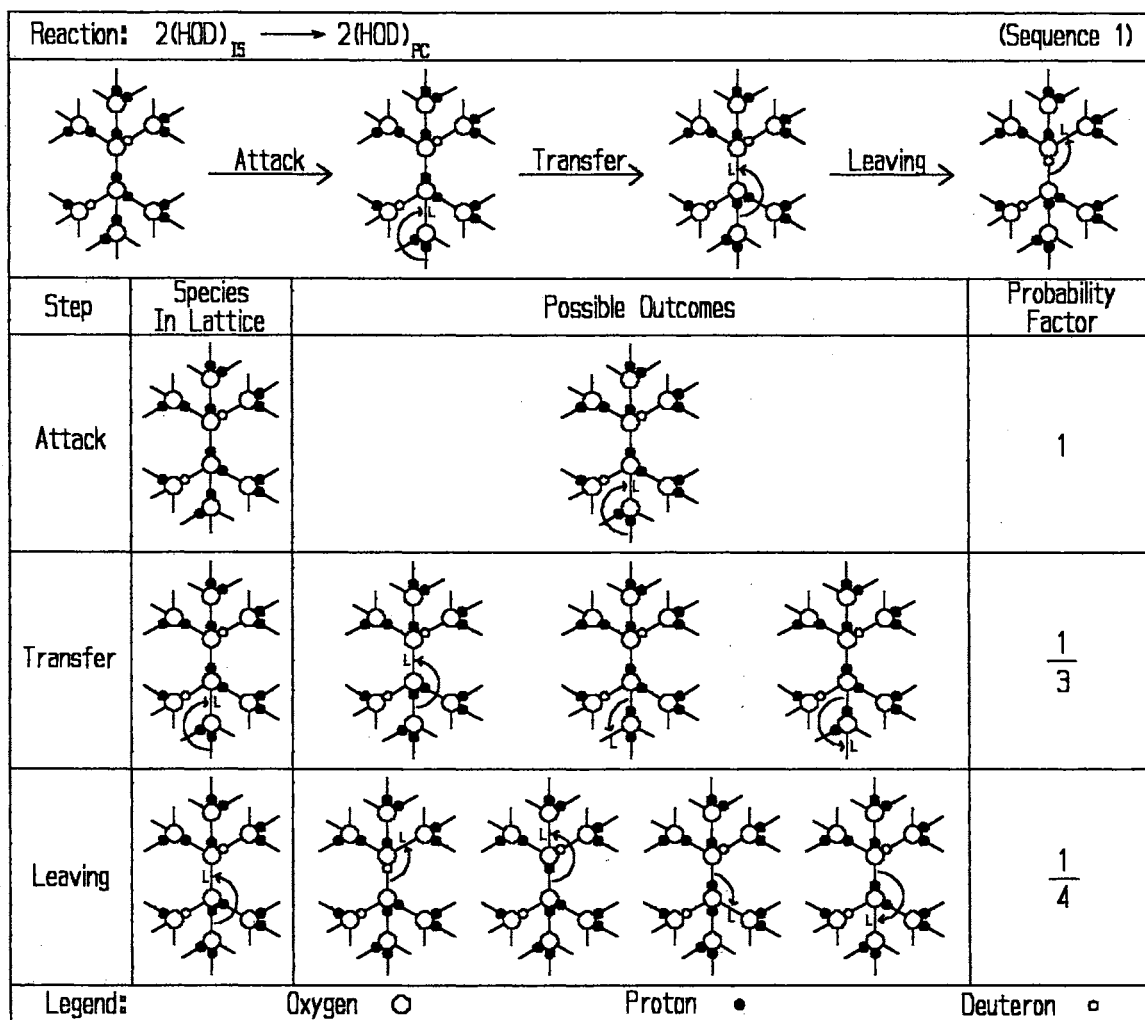 Reaction: 2(HOD)IS ⟶ 2(HOD)PC (Sequence 1)
Attack Transfer Leaving
L L L
Step Species In Lattice Possible Outcomes Probability Factor
Attack L 1
Transfer L L L L 1/3
Leaving L L L L L 1/4
Legend: Oxygen Proton Deuteron